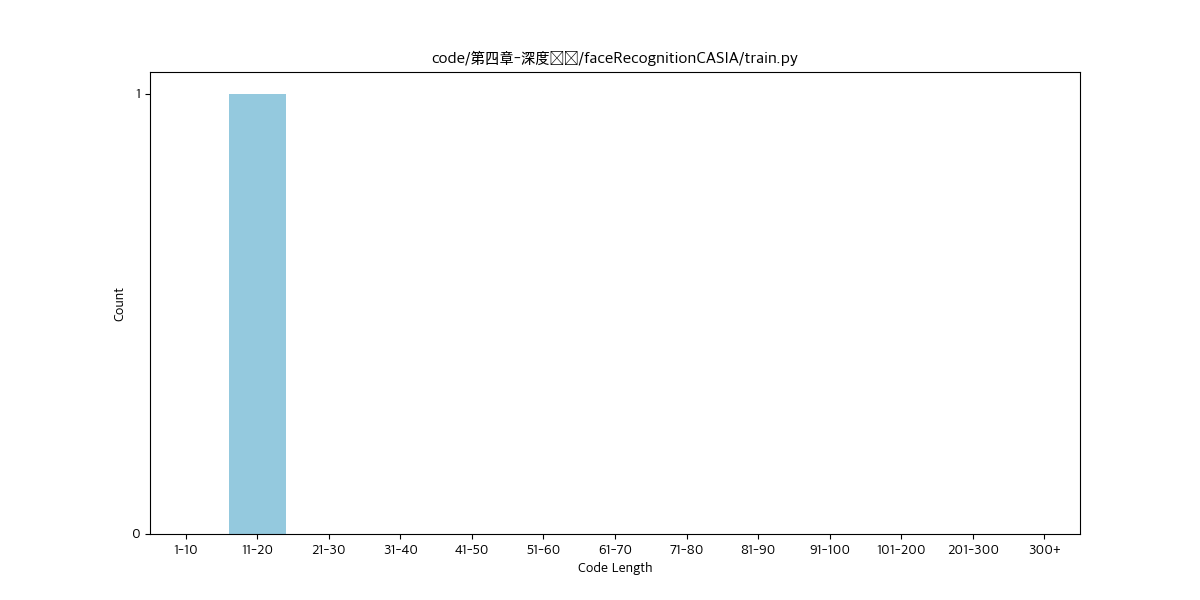 code/第四章-深度/faceRecognitionCASIA/train.py
Count
1
0
1-10 11-20 21-30 31-40 41-50 51-60 61-70 71-80 81-90 91-100 101-200 201-300 300+
Code Length